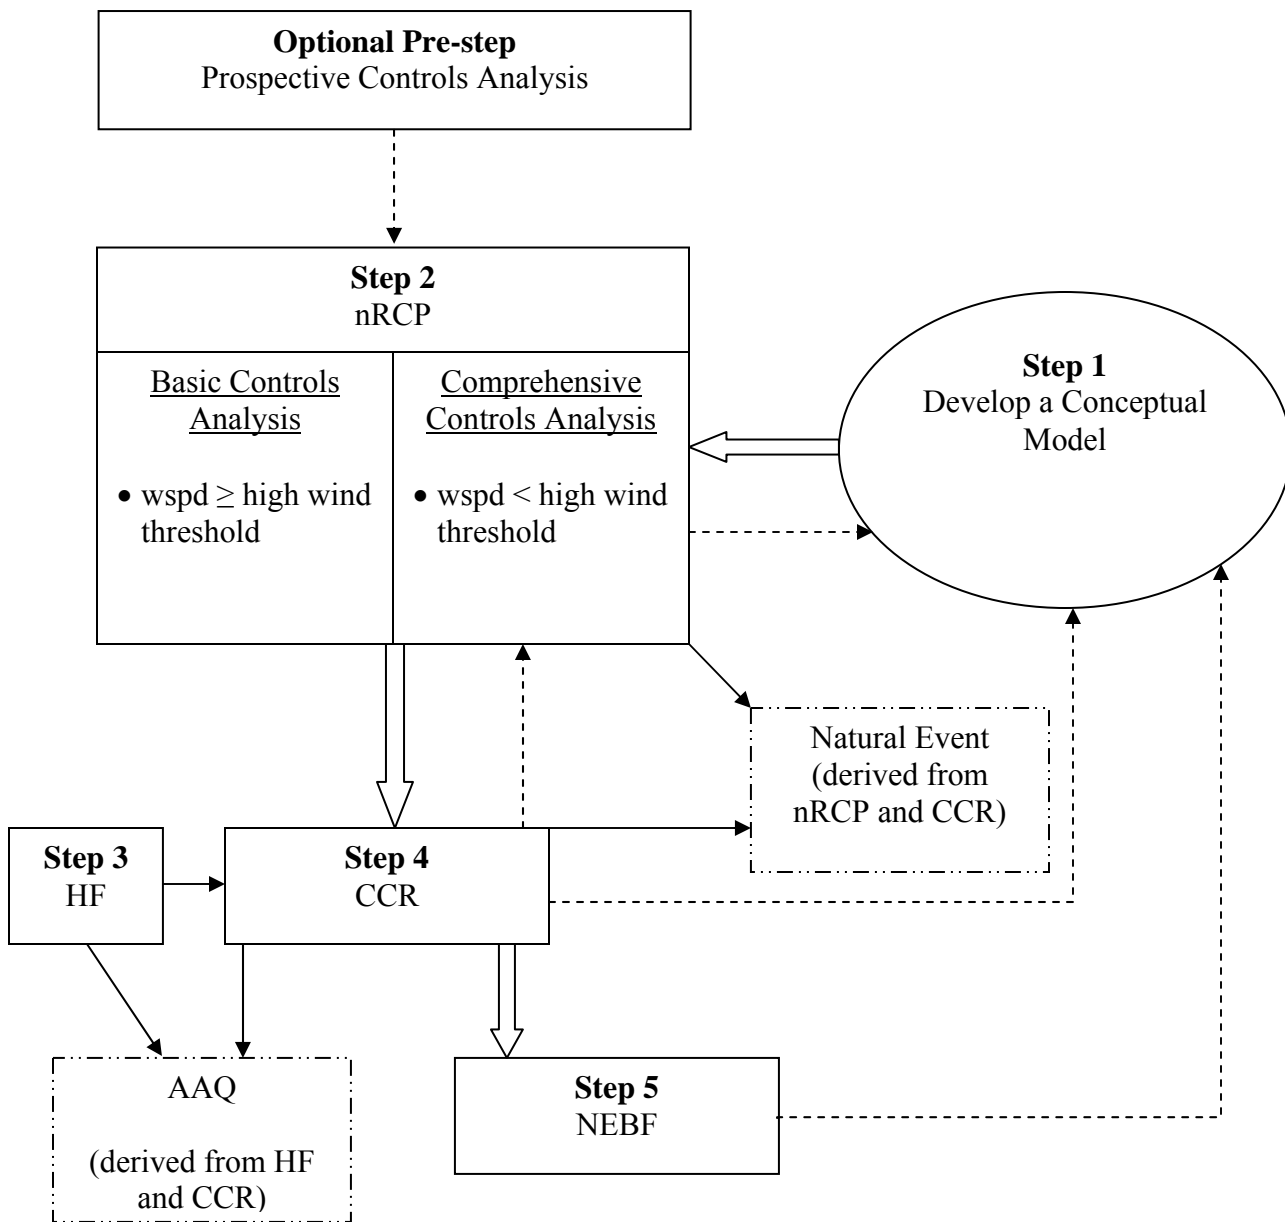 Optional Pre-step
Prospective Controls Analysis
Step 2
nRCP
Basic Controls
Analysis
• wspd ≥ high wind
threshold
Comprehensive
Controls Analysis
• wspd < high wind
threshold
Step 1
Develop a Conceptual
Model
Natural Event
(derived from
nRCP and CCR)
Step 3
HF
Step 4
CCR
AAQ
(derived from HF
and CCR)
Step 5
NEBF